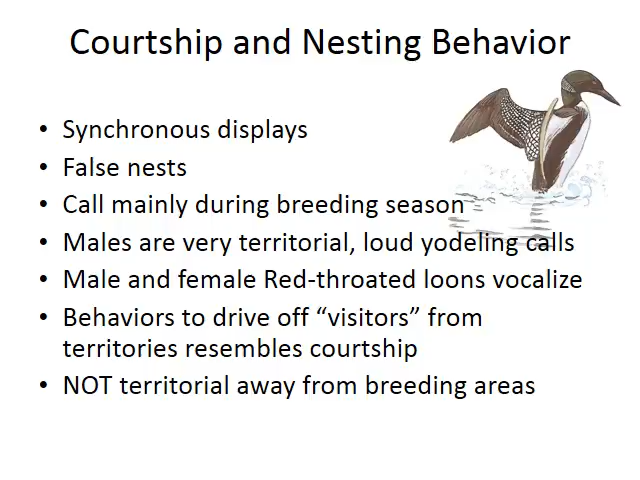 Courtship and Nesting Behavior
• Synchronous displays
• False nests
• Call mainly during breeding season
• Males are very territorial, loud yodeling calls
• Male and female Red-throated loons vocalize
• Behaviors to drive off “visitors” from
territories resembles courtship
• NOT territorial away from breeding areas